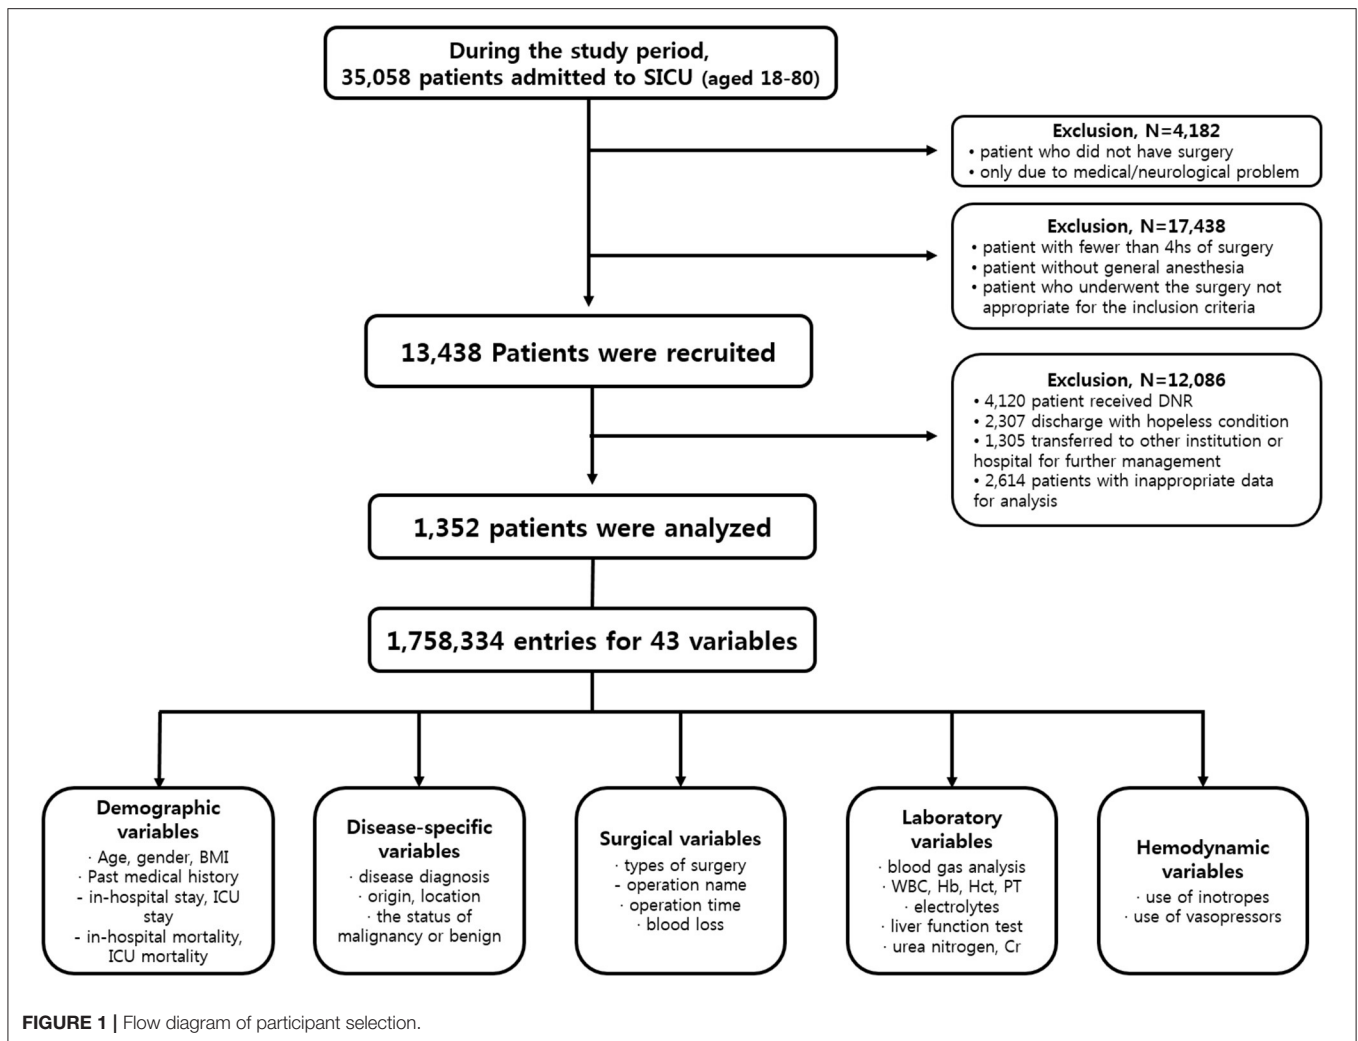 During the study period,
35,058 patients admitted to SICU (aged 18-80)
Exclusion, N=4,182
• patient who did not have surgery
• only due to medical/neurological problem
Exclusion, N=17,438
• patient with fewer than 4hs of surgery
• patient without general anesthesia
• patient who underwent the surgery not
appropriate for the inclusion criteria
13,438 Patients were recruited
Exclusion, N=12,086
• 4,120 patient received DNR
• 2,307 discharge with hopeless condition
• 1,305 transferred to other institution or
hospital for further management
• 2,614 patients with inappropriate data
for analysis
1,352 patients were analyzed
1,758,334 entries for 43 variables
Demographic
variables
· Age, gender, BMI
· Past medical history
- in-hospital stay, ICU
stay
- in-hospital mortality,
ICU mortality
Disease-specific
variables
· disease diagnosis
· origin, location
· the status of
malignancy or benign
Surgical variables
· types of surgery
- operation name
· operation time
· blood loss
Laboratory
variables
· blood gas analysis
· WBC, Hb, Hct, PT
· electrolytes
· liver function test
· urea nitrogen, Cr
Hemodynamic
variables
· use of inotropes
· use of vasopressors
FIGURE 1 | Flow diagram of participant selection.